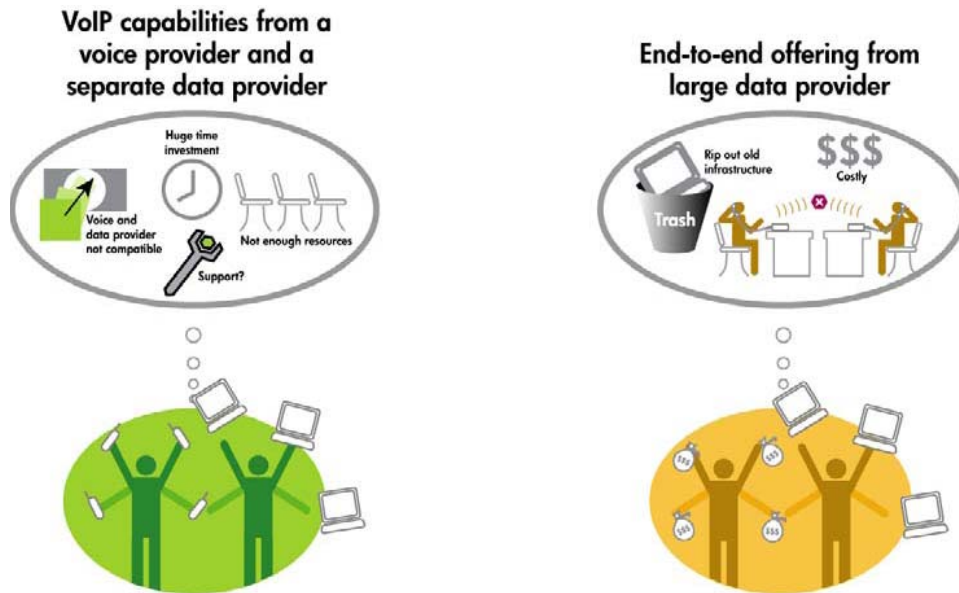 VoIP capabilities from a
voice provider and a
separate data provider
Huge time
investment
Voice and
data provider
not compatible
Not enough resources
Support?
End-to-end offering from
large data provider
Rip out old
infrastructure
$$$
Costly
Trash
$$$
$$$
$$$
$$$